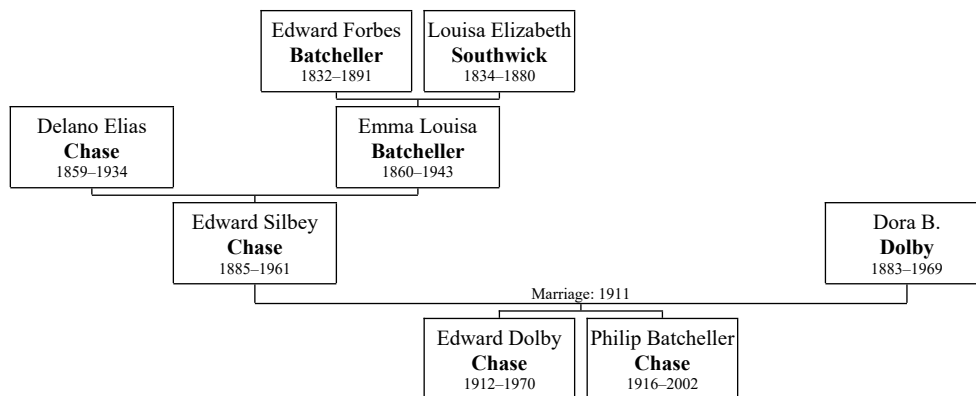 Edward Forbes
Batcheller
1832–1891
Louisa Elizabeth
Southwick
1834–1880
Delano Elias
Chase
1859–1934
Emma Louisa
Batcheller
1860–1943
Edward Silbey
Chase
1885–1961
Dora B.
Dolby
1883–1969
Marriage: 1911
Edward Dolby
Chase
1912–1970
Philip Batcheller
Chase
1916–2002